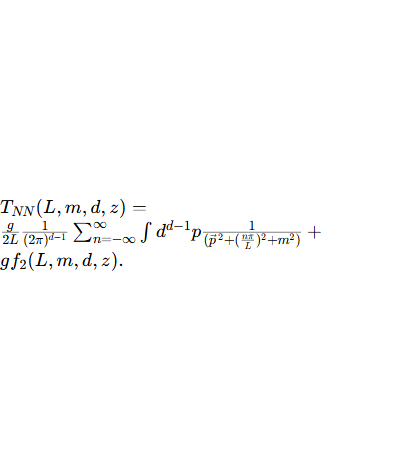 T_{NN}(L, m, d, z) =
\frac{g}{2L} \frac{1}{(2\pi)^{d-1}} \sum_{n=-\infty}^{\infty} \int d^{d-1}p \frac{1}{(\vec{p}^{\,2}+(\frac{n\pi}{L})^2+m^2)} +
gf_2(L, m, d, z).